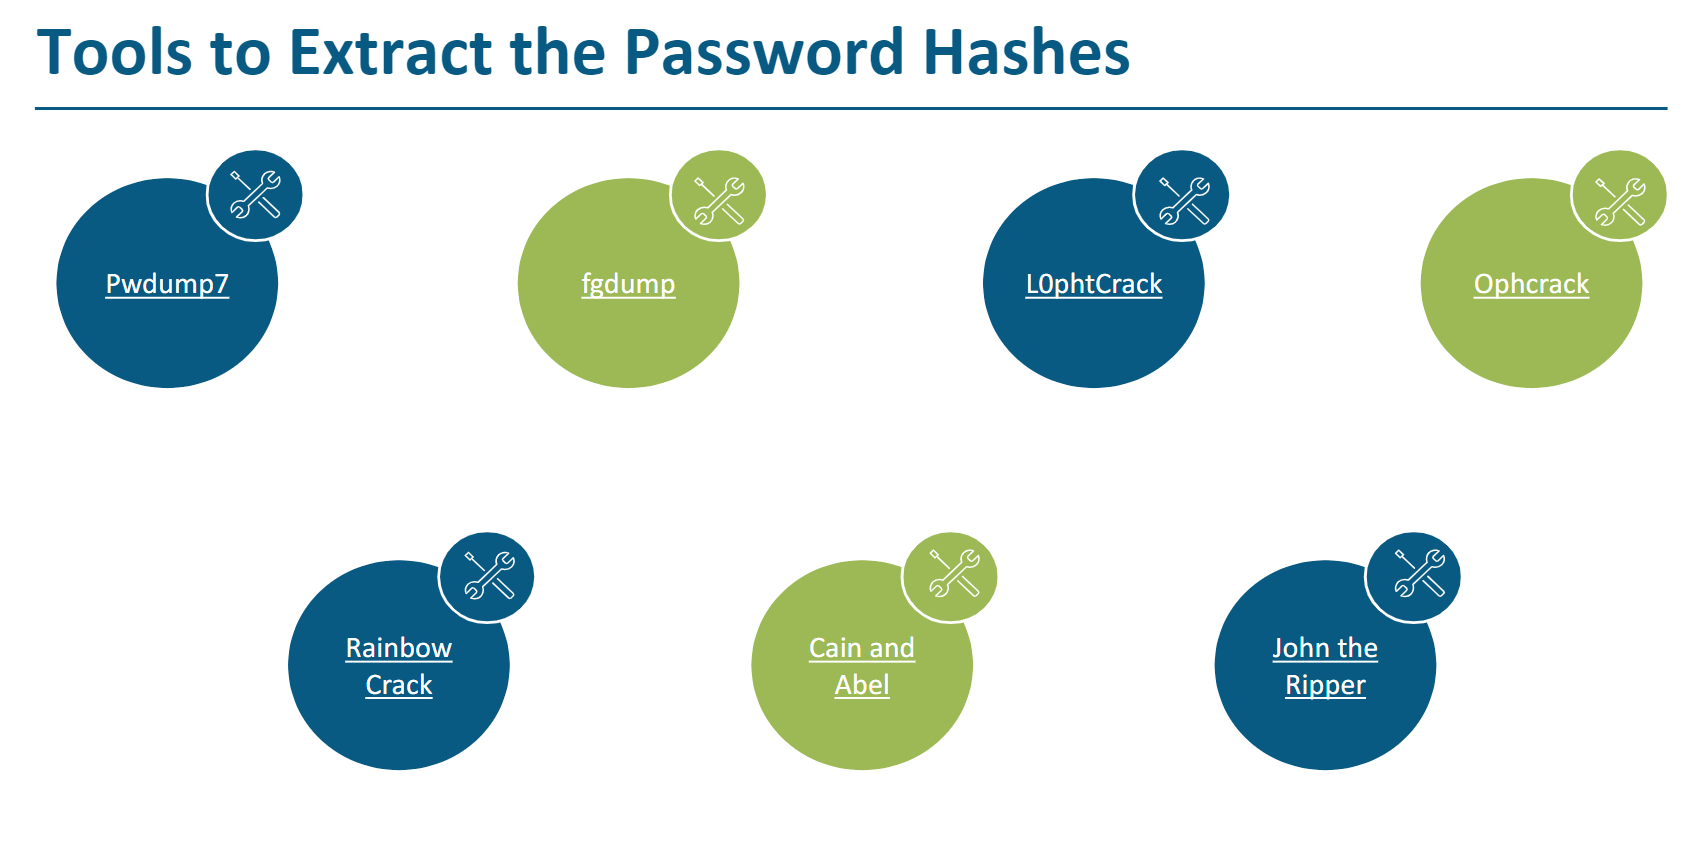 Tools to Extract the Password Hashes
Pwdump7
fgdump
L0phtCrack
Ophcrack
Rainbow
Crack
Cain and
Abel
John the
Ripper